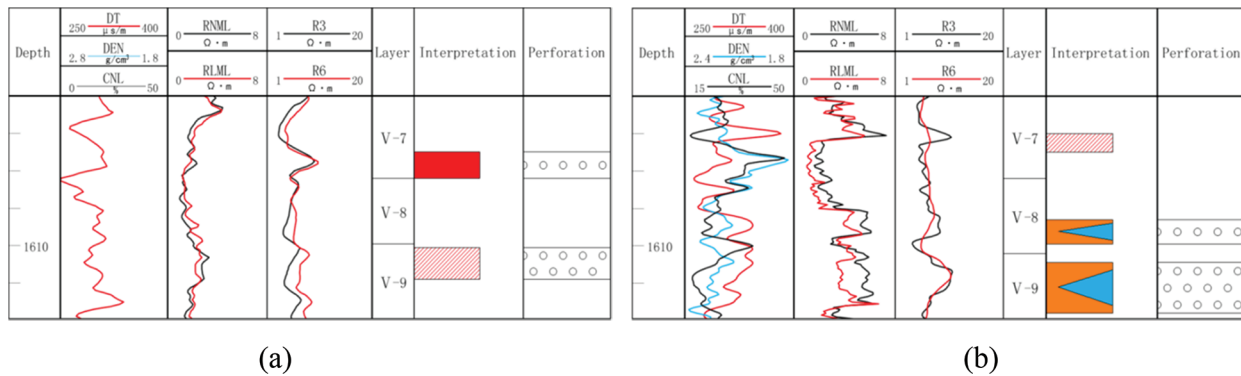 Depth
DT
250 μs/m 400
DEN
2.8 g/cm³ 1.8
CNL
0 % 50
RNML
0 Ω·m 8
RLML
0 Ω·m 8
R3
1 Ω·m 20
R6
1 Ω·m 20
Layer
Interpretation
Perforation
V-7
V-8
1610
V-9
(a)
Depth
DT
250 μs/m 400
DEN
2.4 g/cm³ 1.8
CNL
15 % 50
RNML
0 Ω·m 8
RLML
0 Ω·m 8
R3
1 Ω·m 20
R6
1 Ω·m 20
Layer
Interpretation
Perforation
V-7
V-8
1610
V-9
(b)